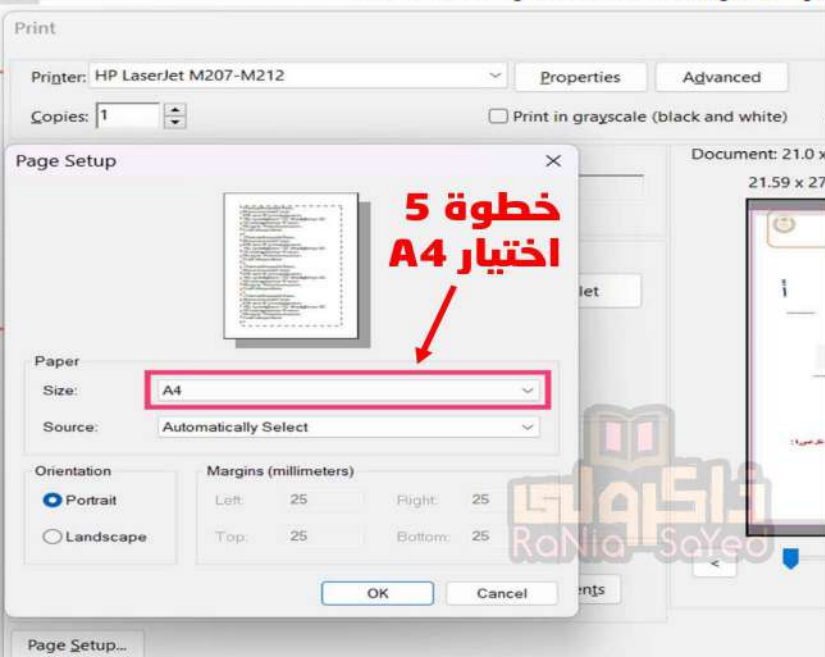 Print
Printer: HP LaserJet M207-M212
Properties
Advanced
Copies: 1
Print in grayscale (black and white)
Page Setup
Document: 21.0 x
21.59 x 27
خطوة 5
اختيار A4
let
Paper
Size: A4
Source: Automatically Select
Orientation
Portrait
Landscape
Margins (millimeters)
Left: 25 Right: 25
Top: 25 Bottom: 25
ذاكرولي
RaNia SaYed
<
OK
Cancel
ents
Page Setup...